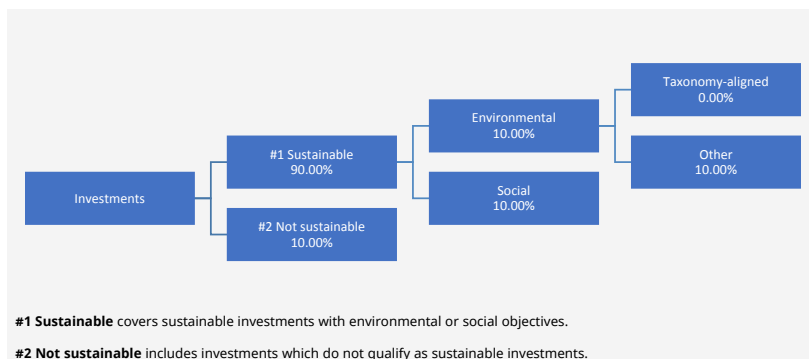 Taxonomy-aligned
0.00%
Environmental
10.00%
#1 Sustainable
90.00%
Other
10.00%
Investments
Social
10.00%
#2 Not sustainable
10.00%
#1 Sustainable covers sustainable investments with environmental or social objectives.
#2 Not sustainable includes investments which do not qualify as sustainable investments.